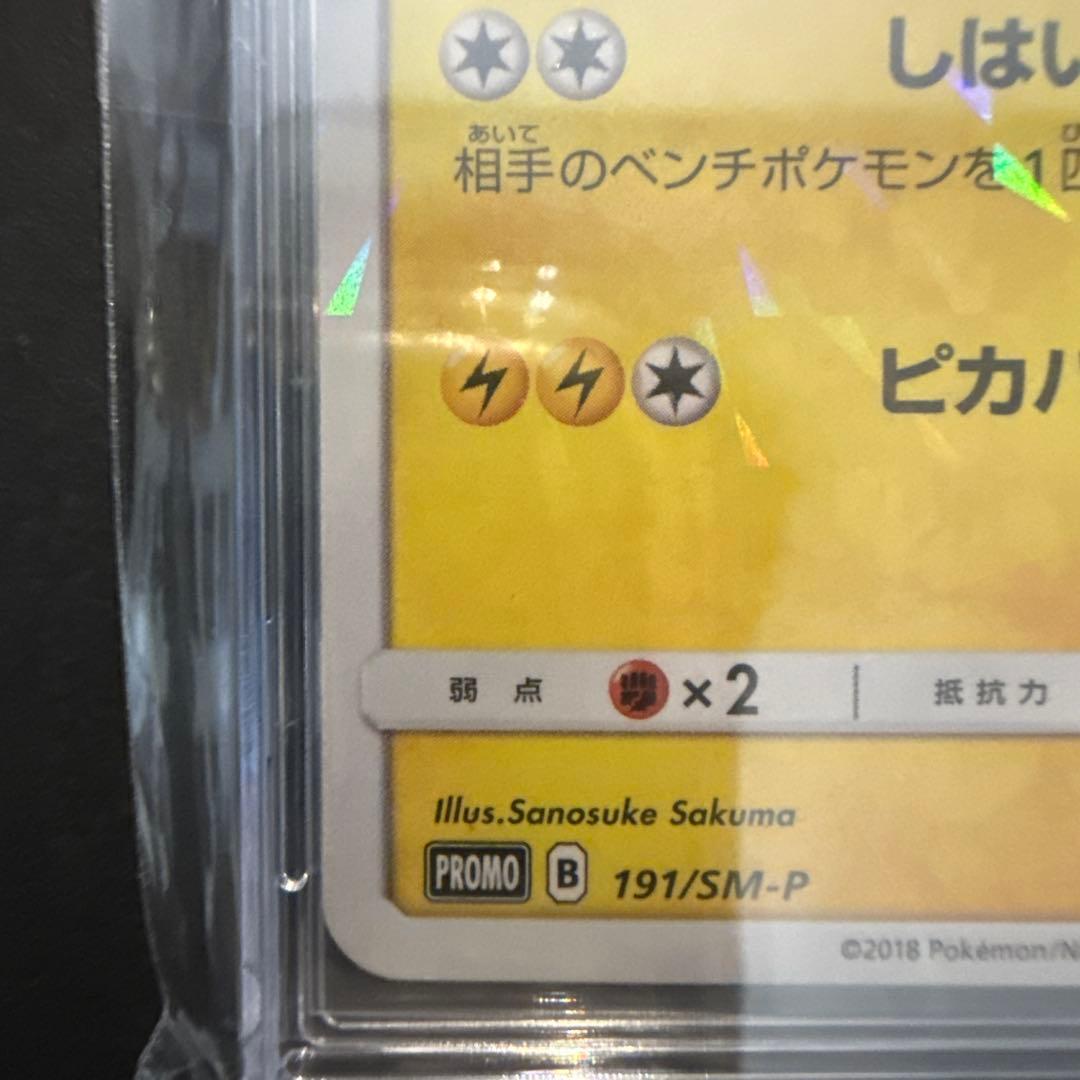 しはい
あいて
相手のベンチポケモンを1匹
ピカ
弱点 ×2 抵抗力
Illus.Sanosuke Sakuma
PROMO B 191/SM-P
©2018 Pokémon/N